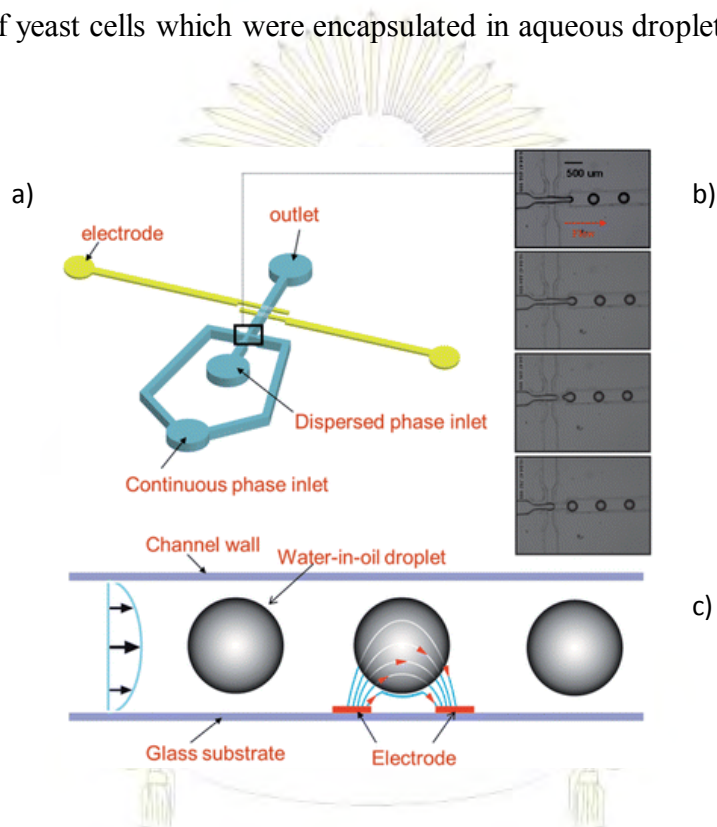 f yeast cells which were encapsulated in aqueous droplet
a)
b)
500 um
outlet
electrode
Dispersed phase inlet
Continuous phase inlet
Channel wall
Water-in-oil droplet
c)
Glass substrate
Electrode